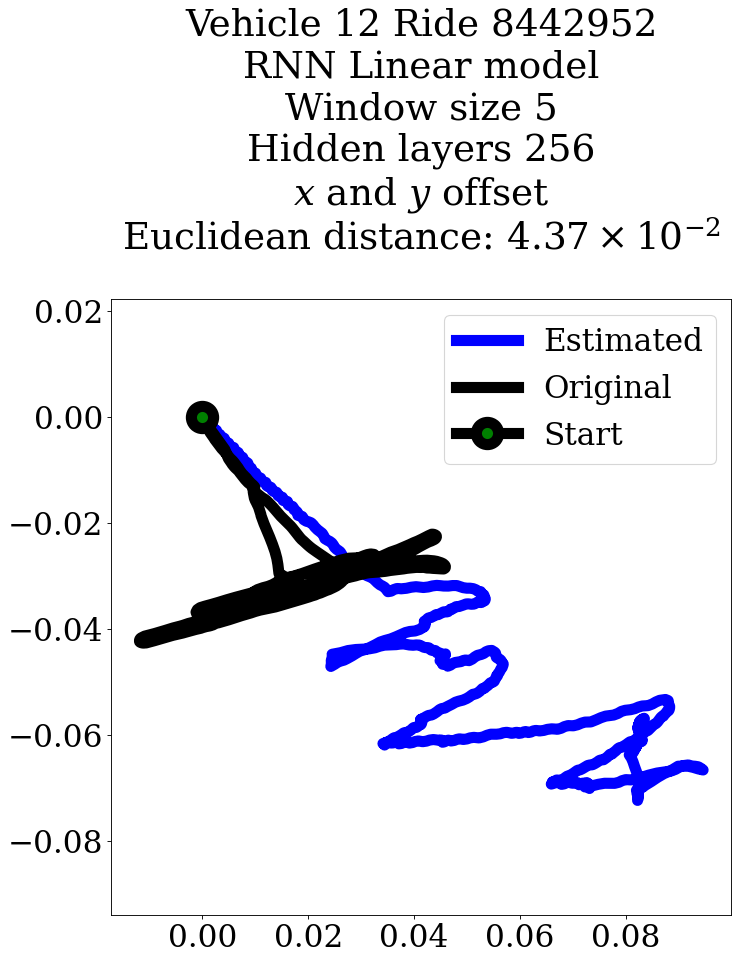 Vehicle 12 Ride 8442952
RNN Linear model
Window size 5
Hidden layers 256
x and y offset
Euclidean distance: 4.37 × 10⁻²
Estimated
Original
Start
0.02
0.00
−0.02
−0.04
−0.06
−0.08
0.00 0.02 0.04 0.06 0.08